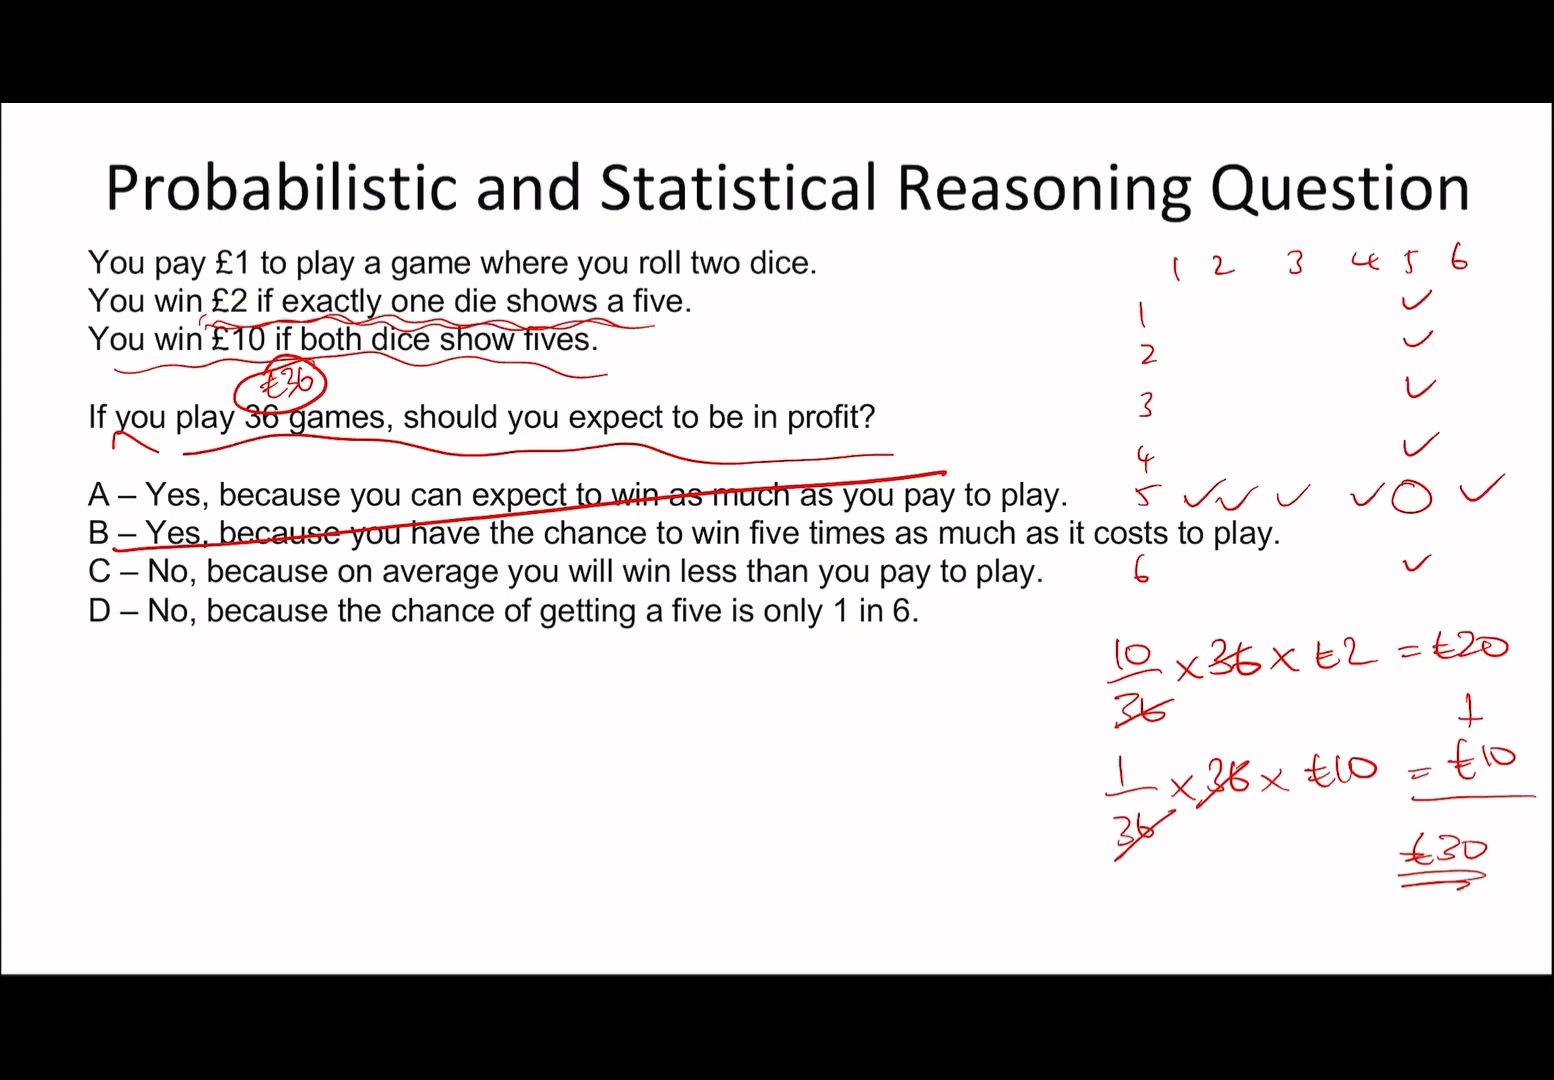 Probabilistic and Statistical Reasoning Question
You pay £1 to play a game where you roll two dice.
You win £2 if exactly one die shows a five.
You win £10 if both dice show fives.
£36
If you play 36 games, should you expect to be in profit?
A – Yes, because you can expect to win as much as you pay to play.
B – Yes, because you have the chance to win five times as much as it costs to play.
C – No, because on average you will win less than you pay to play.
D – No, because the chance of getting a five is only 1 in 6.
1 2 3 4 5 6
1 ✓
2 ✓
3 ✓
4 ✓
5 ✓ ✓ ✓ ✓ ○ ✓
6 ✓
10/36 × 36 × £2 = £20
+
1/36 × 36 × £10 = £10
£30